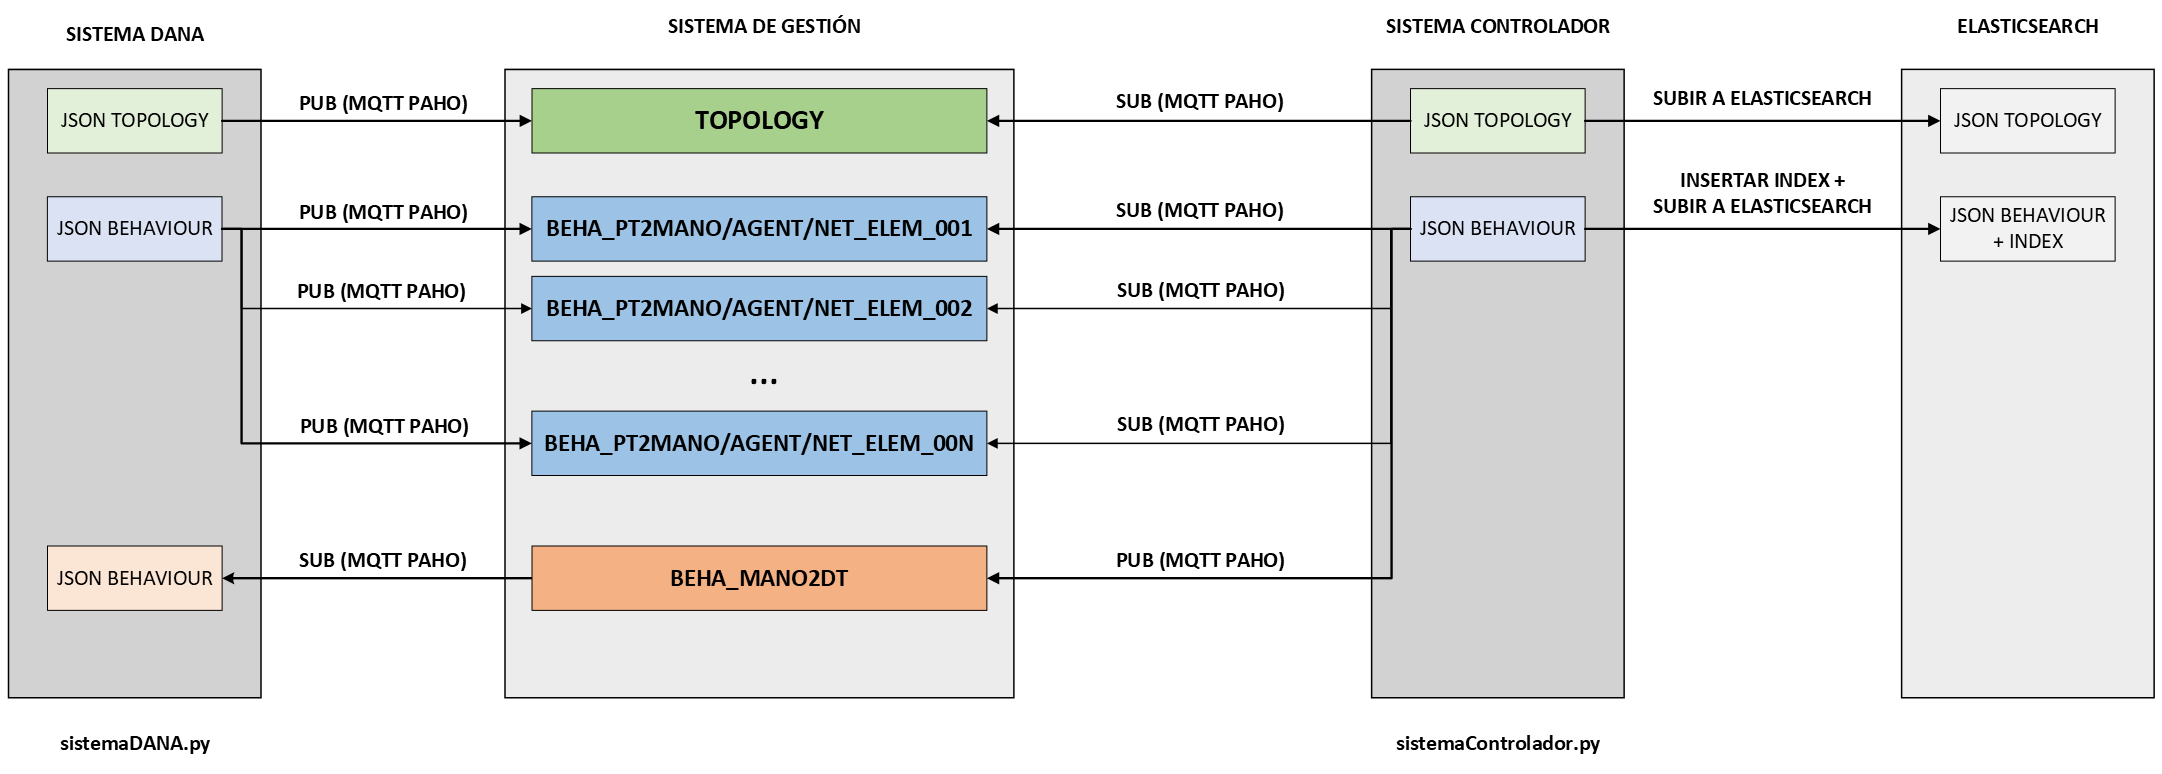 SISTEMA DANA
SISTEMA DE GESTIÓN
SISTEMA CONTROLADOR
ELASTICSEARCH
JSON TOPOLOGY
PUB (MQTT PAHO)
TOPOLOGY
SUB (MQTT PAHO)
JSON TOPOLOGY
SUBIR A ELASTICSEARCH
JSON TOPOLOGY
JSON BEHAVIOUR
PUB (MQTT PAHO)
BEHA_PT2MANO/AGENT/NET_ELEM_001
SUB (MQTT PAHO)
JSON BEHAVIOUR
INSERTAR INDEX +
SUBIR A ELASTICSEARCH
JSON BEHAVIOUR
+ INDEX
PUB (MQTT PAHO)
BEHA_PT2MANO/AGENT/NET_ELEM_002
SUB (MQTT PAHO)
...
PUB (MQTT PAHO)
BEHA_PT2MANO/AGENT/NET_ELEM_00N
SUB (MQTT PAHO)
JSON BEHAVIOUR
SUB (MQTT PAHO)
BEHA_MANO2DT
PUB (MQTT PAHO)
sistemaDANA.py
sistemaControlador.py